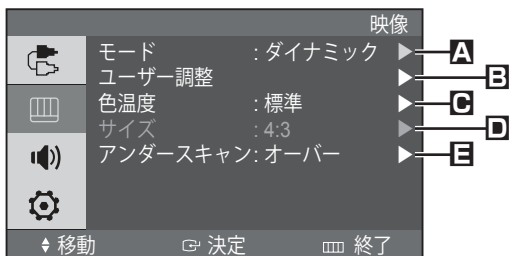 映像
モード : ダイナミック A
ユーザー調整 B
色温度 : 標準 C
サイズ : 4:3 D
アンダースキャン: オーバー E
移動 決定 終了